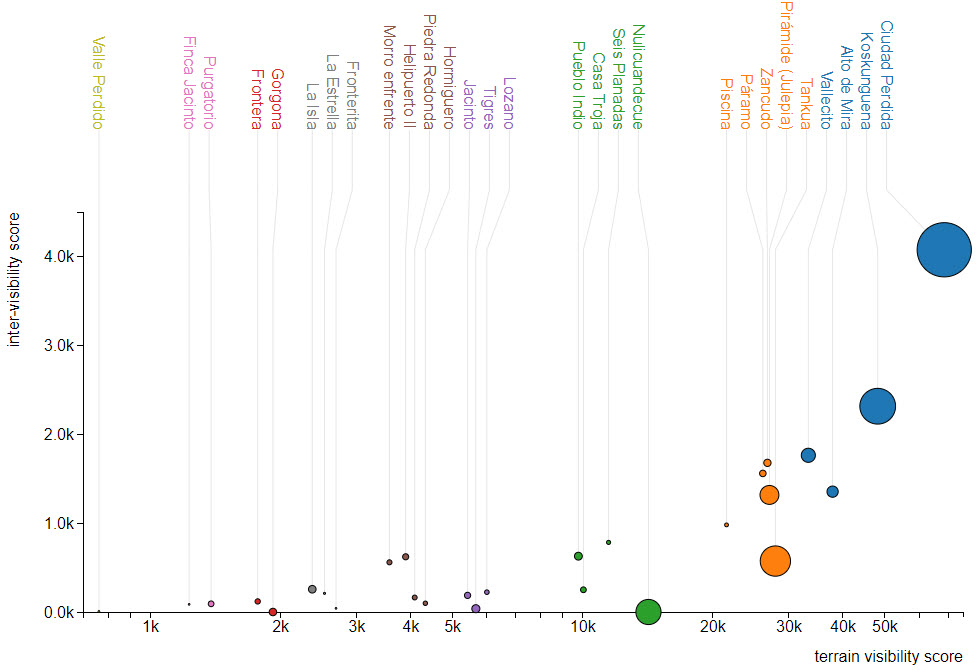 Valle Perdido
Finca Jacinto
Purgatorio
Frontera
Gorgona
La Isla
La Estrella
Fronterita
Morro enfrente
Helipuerto II
Piedra Redonda
Hormiguero
Jacinto
Tigres
Lozano
Pueblo Indio
Casa Troja
Seis Planadas
Nulicuandecue
Piscina
Páramo
Zancudo
Pirámide (Julepia)
Tankua
Vallecito
Alto de Mira
Koskunguena
Ciudad Perdida
inter-visibility score
4.0k
3.0k
2.0k
1.0k
0.0k
1k 2k 3k 4k 5k 10k 20k 30k 40k 50k
terrain visibility score